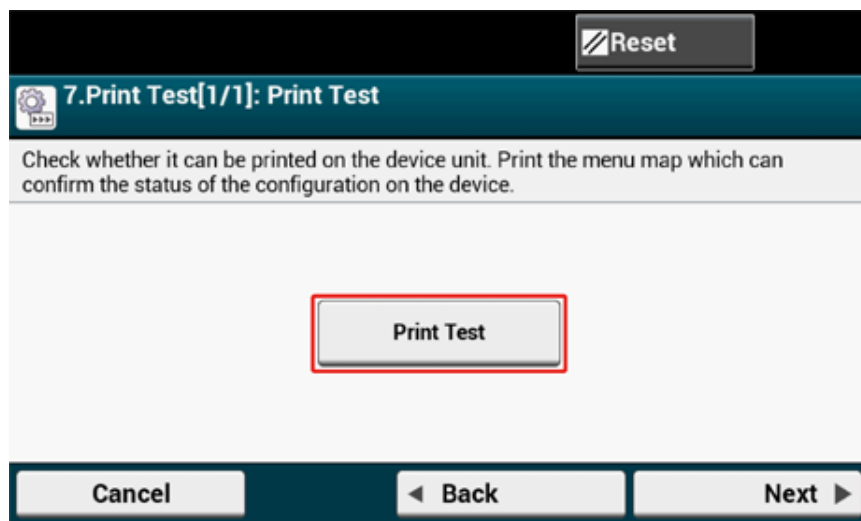 Reset
7.Print Test[1/1]: Print Test
Check whether it can be printed on the device unit. Print the menu map which can
confirm the status of the configuration on the device.
Print Test
Cancel
Back
Next